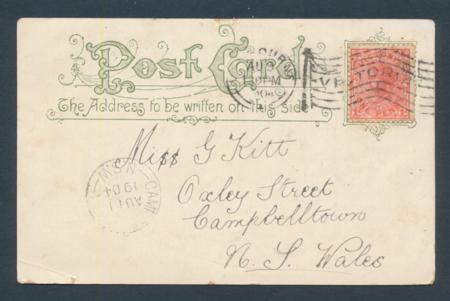 Post Card
The Address to be written on this side
VICTORIA
Miss G Kitt
Oxley Street
Campbelltown
N. S. Wales
AU 1
1904
N.S.W